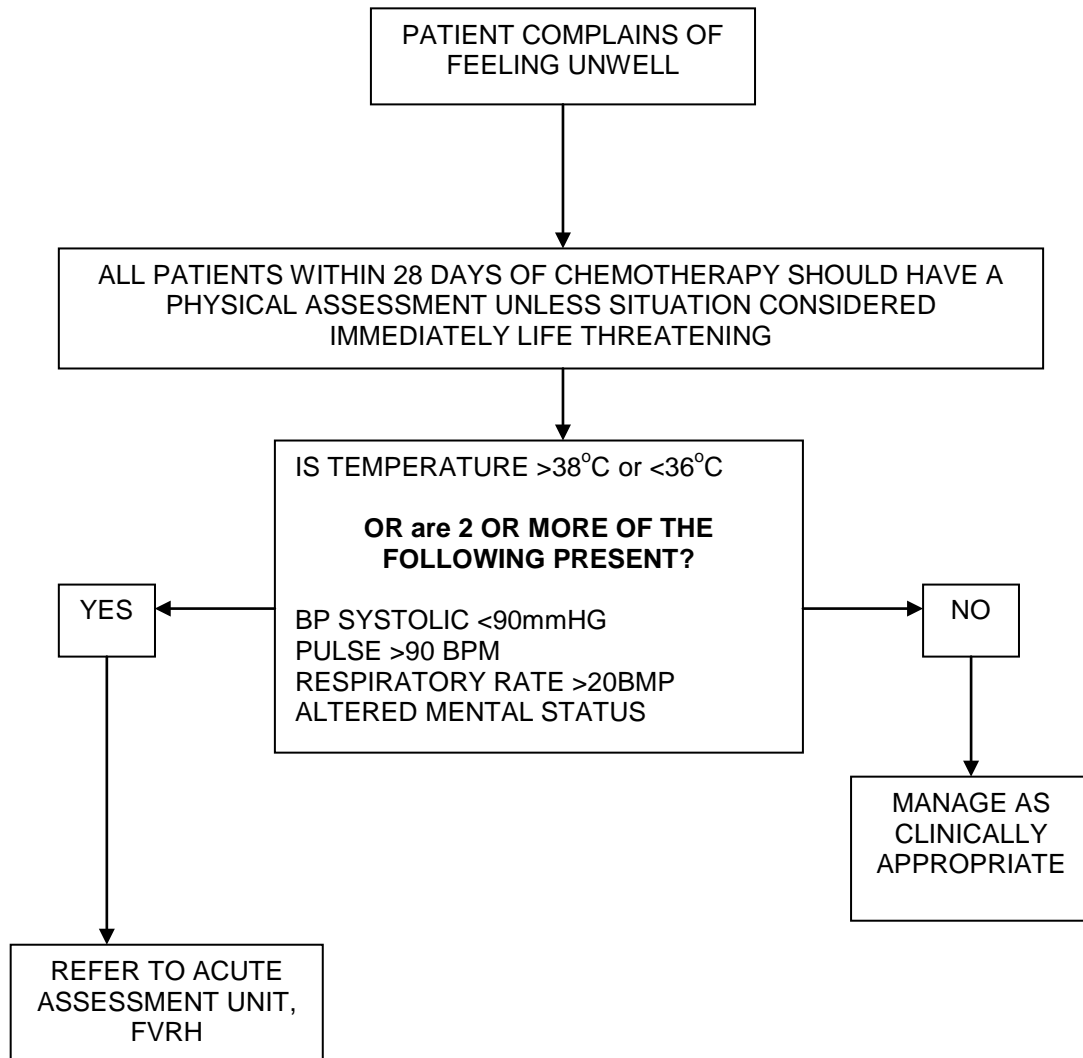 PATIENT COMPLAINS OF
FEELING UNWELL
ALL PATIENTS WITHIN 28 DAYS OF CHEMOTHERAPY SHOULD HAVE A
PHYSICAL ASSESSMENT UNLESS SITUATION CONSIDERED
IMMEDIATELY LIFE THREATENING
IS TEMPERATURE >38°C or <36°C
OR are 2 OR MORE OF THE
FOLLOWING PRESENT?
BP SYSTOLIC <90mmHG
PULSE >90 BPM
RESPIRATORY RATE >20BMP
ALTERED MENTAL STATUS
YES
NO
MANAGE AS
CLINICALLY
APPROPRIATE
REFER TO ACUTE
ASSESSMENT UNIT,
FVRH